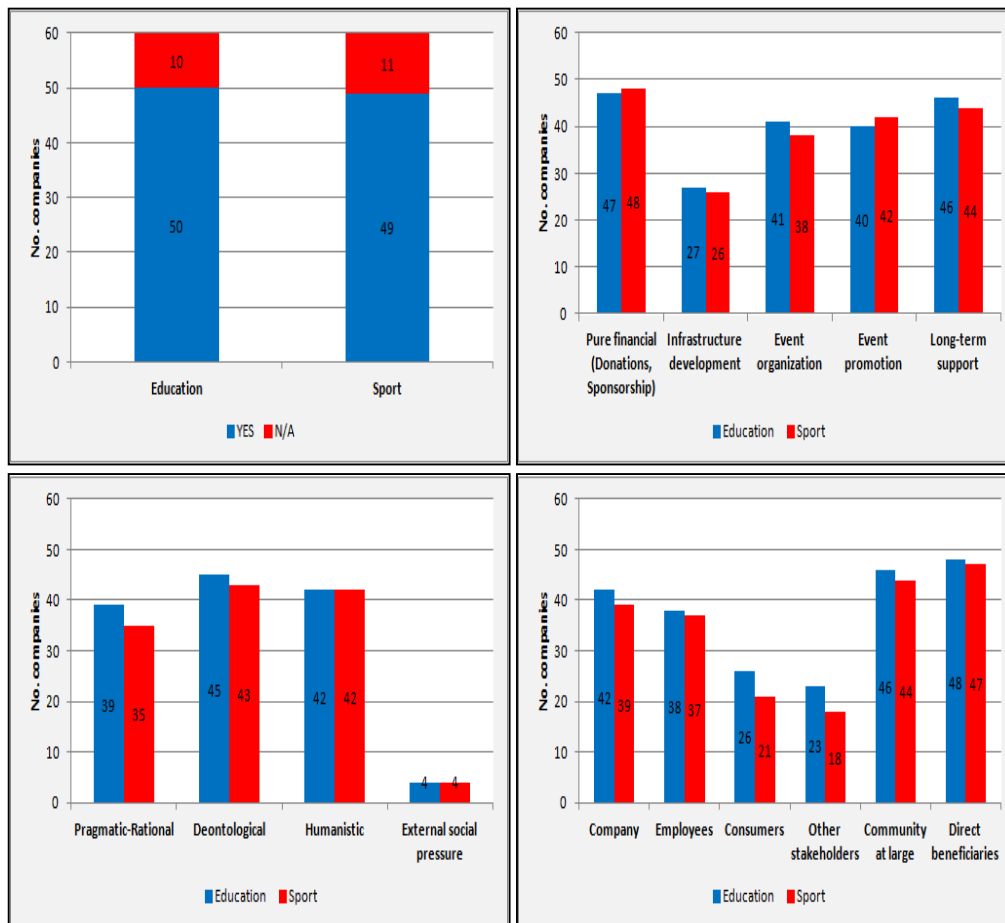 60
50
40
30
20
10
0
No. companies
10
11
50
49
Education
Sport
YES
N/A
60
50
40
30
20
10
0
No. companies
47
48
27
26
41
38
40
42
46
44
Pure financial
(Donations,
Sponsorship)
Infrastructure
development
Event
organization
Event
promotion
Long-term
support
Education
Sport
60
50
40
30
20
10
0
No. companies
39
35
45
43
42
42
4
4
Pragmatic-Rational
Deontological
Humanistic
External social
pressure
Education
Sport
60
50
40
30
20
10
0
No. companies
42
39
38
37
26
21
23
18
46
44
48
47
Company
Employees
Consumers
Other
stakeholders
Community
at large
Direct
beneficiaries
Education
Sport